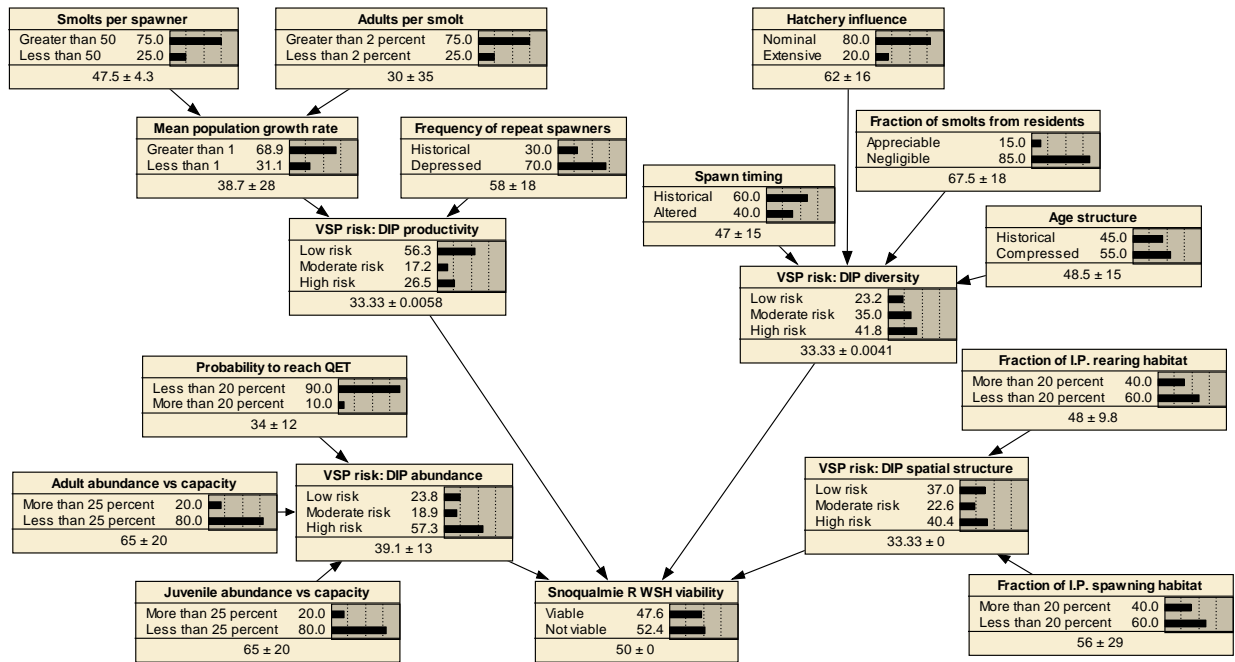 Smolts per spawner
Greater than 50 75.0
Less than 50 25.0
47.5 ± 4.3
Adults per smolt
Greater than 2 percent 75.0
Less than 2 percent 25.0
30 ± 35
Hatchery influence
Nominal 80.0
Extensive 20.0
62 ± 16
Mean population growth rate
Greater than 1 68.9
Less than 1 31.1
38.7 ± 28
Frequency of repeat spawners
Historical 30.0
Depressed 70.0
58 ± 18
Fraction of smolts from residents
Appreciable 15.0
Negligible 85.0
67.5 ± 18
Spawn timing
Historical 60.0
Altered 40.0
47 ± 15
Age structure
Historical 45.0
Compressed 55.0
48.5 ± 15
VSP risk: DIP productivity
Low risk 56.3
Moderate risk 17.2
High risk 26.5
33.33 ± 0.0058
VSP risk: DIP diversity
Low risk 23.2
Moderate risk 35.0
High risk 41.8
33.33 ± 0.0041
Probability to reach QET
Less than 20 percent 90.0
More than 20 percent 10.0
34 ± 12
Fraction of I.P. rearing habitat
More than 20 percent 40.0
Less than 20 percent 60.0
48 ± 9.8
Adult abundance vs capacity
More than 25 percent 20.0
Less than 25 percent 80.0
65 ± 20
VSP risk: DIP abundance
Low risk 23.8
Moderate risk 18.9
High risk 57.3
39.1 ± 13
VSP risk: DIP spatial structure
Low risk 37.0
Moderate risk 22.6
High risk 40.4
33.33 ± 0
Juvenile abundance vs capacity
More than 25 percent 20.0
Less than 25 percent 80.0
65 ± 20
Snoqualmie R WSH viability
Viable 47.6
Not viable 52.4
50 ± 0
Fraction of I.P. spawning habitat
More than 20 percent 40.0
Less than 20 percent 60.0
56 ± 29